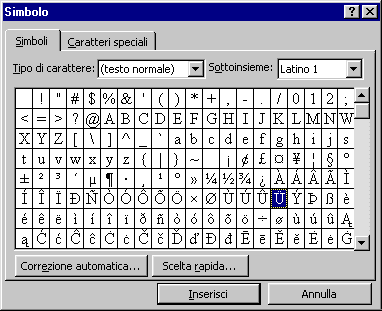 Simbolo
Simboli Caratteri speciali
Tipo di carattere: (testo normale) Sottoinsieme: Latino 1
! " # $ % & ' ( ) * + , - . / 0 1 2 ;
< = > ? @ A B C D E F G H I J K L M N W
X Y Z [ \ ] ^ _ ` a b c d e f g h i j s
t u v w x y z { | } ~ ¡ ¢ £ ¤ ¥ ¦ § °
± ² ³ ´ µ ¶ · ¸ ¹ º » ¼ ½ ¾ ¿ À Á Â Ã Ì
Í Î Ï Ð Ñ Ò Ó Ô Õ Ö × Ø Ù Ú Û Ü Ý Þ ß è
é ê ë ì í î ï ð ñ ò ó ô õ ö ÷ ø ù ú û Ą
ą Ć ć Ĉ ĉ Ċ ċ Č č Ď ď Đ đ Ē ē Ĕ ĕ Ė ė Ġ
Correzione automatica... Scelta rapida...
Inserisci Annulla